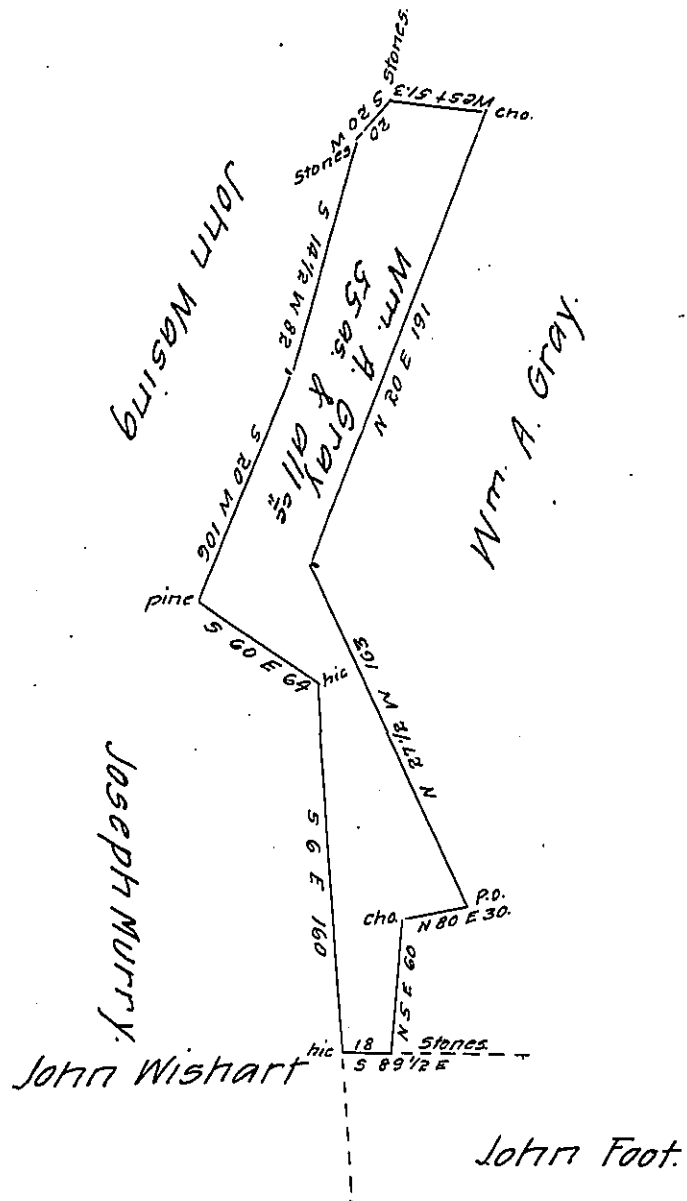 Stones.
West 51.3
cho.
S 20 W
20
Stones
S 14 1/2 W 82
John Wasing
Wm. A. Gray
55 as.
& all ce
N 20 E 161
Wm. A. Gray.
S 20 W 106
pine
S 60 E 64
hic
N 27 1/2 W 163
Joseph Murry.
S 6 E 160
P.O.
cho.
N 80 E 30.
N 5 E 60
hic
18
Stones
S 89 1/2 E
John Wishart
John Foot.